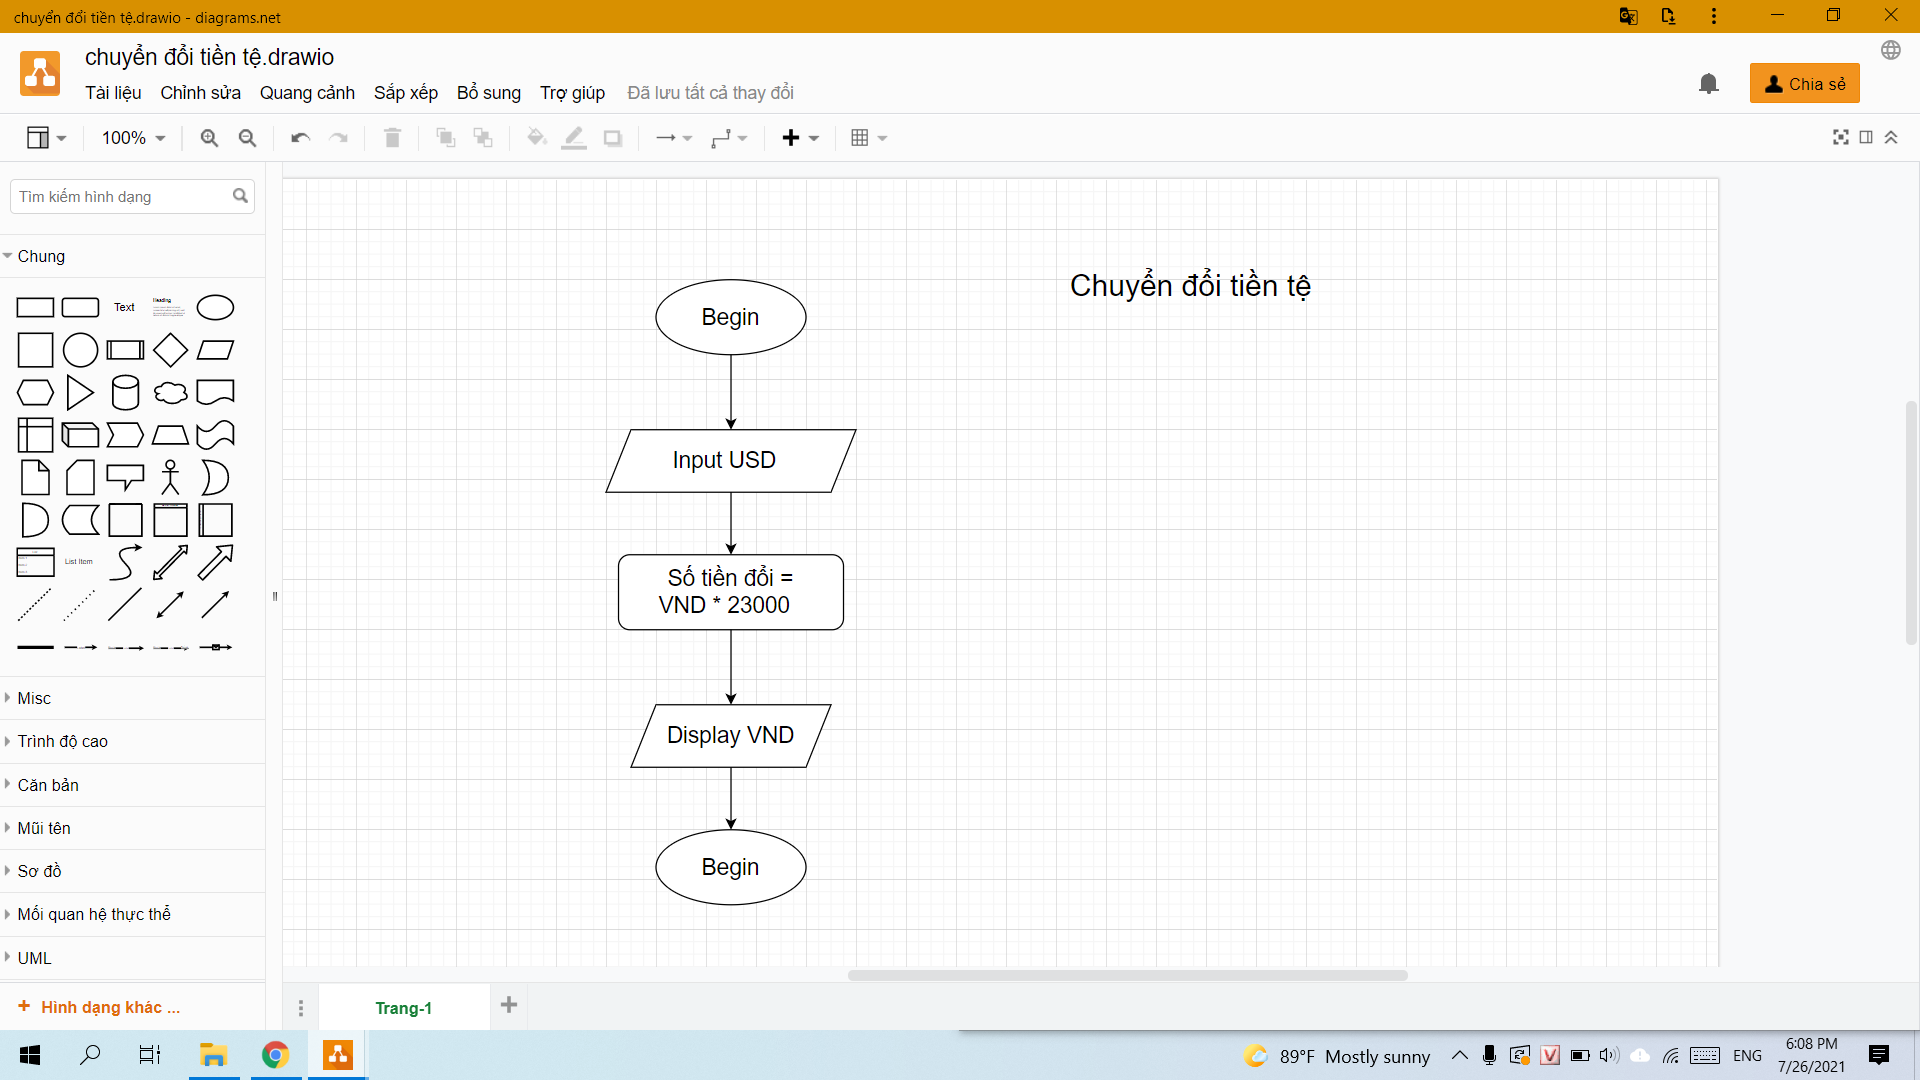 chuyển đổi tiền tệ.drawio - diagrams.net
chuyển đổi tiền tệ.drawio
Tài liệu Chỉnh sửa Quang cảnh Sắp xếp Bổ sung Trợ giúp Đã lưu tất cả thay đổi
Chia sẻ
100%
Tìm kiếm hình dạng
Chung
Text
Heading
List Item
Misc
Trình độ cao
Căn bản
Mũi tên
Sơ đồ
Mối quan hệ thực thể
UML
Hình dạng khác ...
Chuyển đổi tiền tệ
Begin
Input USD
Số tiền đổi =
VND * 23000
Display VND
Begin
Trang-1
89°F Mostly sunny
ENG
6:08 PM
7/26/2021